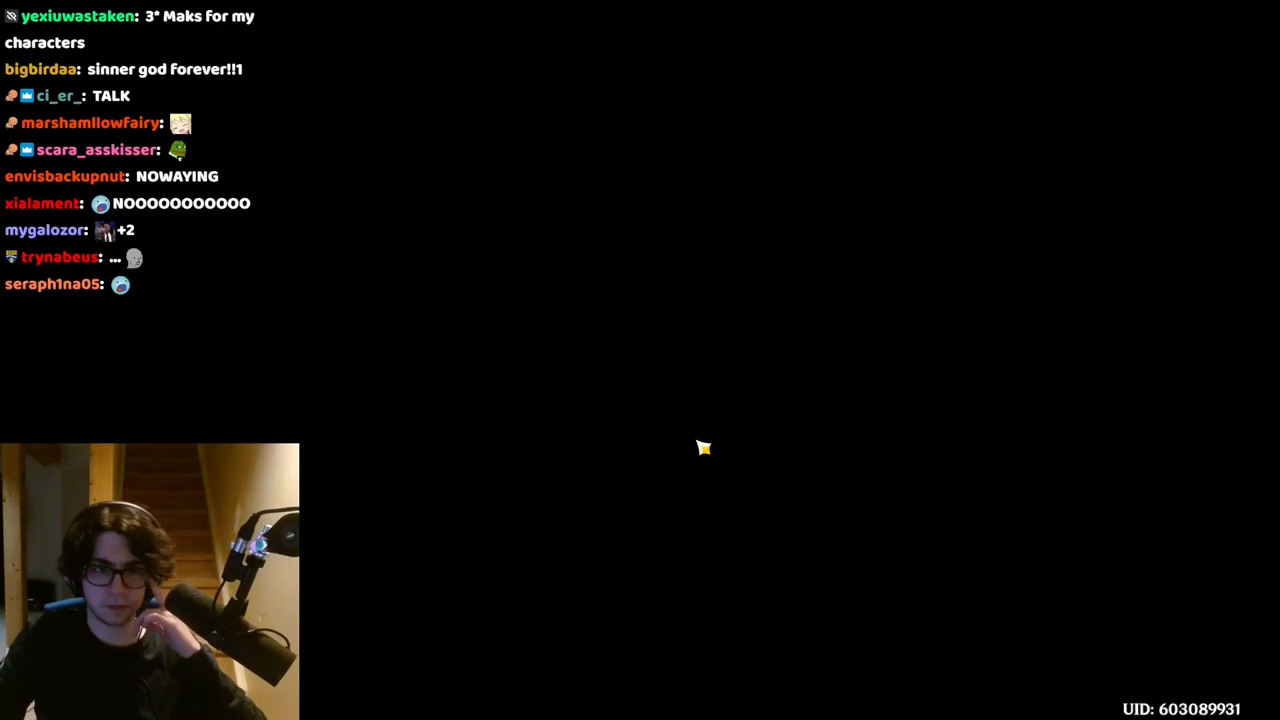 yexiuwastaken: 3* Maks for my
characters
bigbirdaa: sinner god forever!!1
ci_er_: TALK
marshamllowfairy:
scara_asskisser:
envisbackupnut: NOWAYING
xialament: NOOOOOOOOOOO
mygalozor: +2
trynabeus: ...
seraph1na05:
UID: 603089931